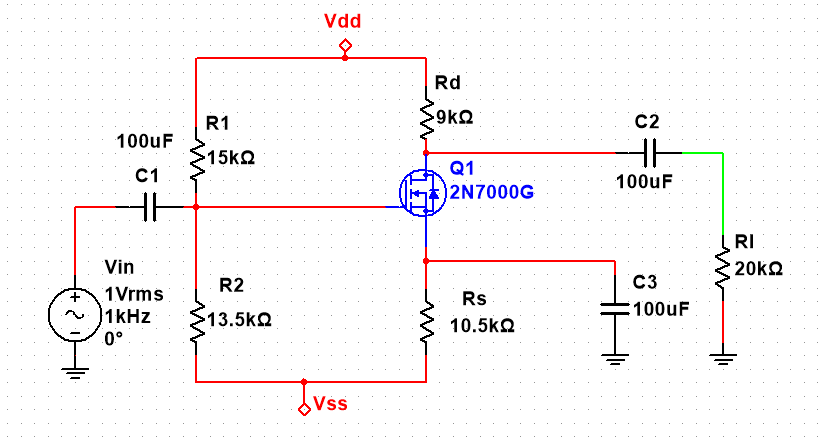 Vdd
Rd
9kΩ
R1
15kΩ
100uF
C1
Q1
2N7000G
C2
100uF
Rl
20kΩ
Vin
1Vrms
1kHz
0°
R2
13.5kΩ
Rs
10.5kΩ
C3
100uF
Vss